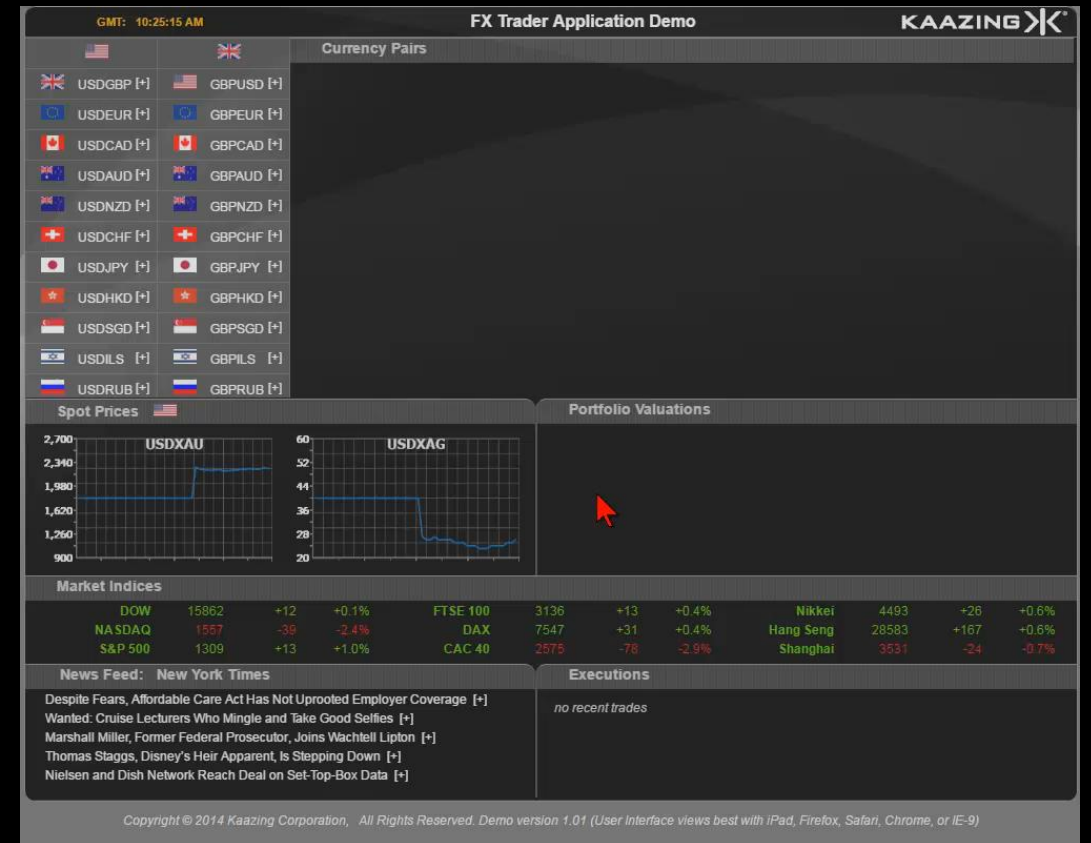 GMT: 10:25:15 AM
FX Trader Application Demo
KAAZING
Currency Pairs
USDGBP [+] GBPUSD [+]
USDEUR [+] GBPEUR [+]
USDCAD [+] GBPCAD [+]
USDAUD [+] GBPAUD [+]
USDNZD [+] GBPNZD [+]
USDCHF [+] GBPCHF [+]
USDJPY [+] GBPJPY [+]
USDHKD [+] GBPHKD [+]
USDSGD [+] GBPSGD [+]
USDILS [+] GBPILS [+]
USDRUB [+] GBPRUB [+]
Spot Prices
Portfolio Valuations
USDXAU
2,700
2,340
1,980
1,620
1,260
900
USDXAG
60
52
44
36
28
20
Market Indices
DOW 15862 +12 +0.1% FTSE 100 3136 +13 +0.4% Nikkei 4493 +26 +0.6%
NASDAQ 1557 -39 -2.4% DAX 7547 +31 +0.4% Hang Seng 28583 +167 +0.6%
S&P 500 1309 +13 +1.0% CAC 40 2575 -78 -2.9% Shanghai 3531 -24 -0.7%
News Feed: New York Times
Despite Fears, Affordable Care Act Has Not Uprooted Employer Coverage [+]
Wanted: Cruise Lecturers Who Mingle and Take Good Selfies [+]
Marshall Miller, Former Federal Prosecutor, Joins Wachtell Lipton [+]
Thomas Staggs, Disney's Heir Apparent, Is Stepping Down [+]
Nielsen and Dish Network Reach Deal on Set-Top-Box Data [+]
Executions
no recent trades
Copyright © 2014 Kaazing Corporation, All Rights Reserved. Demo version 1.01 (User Interface views best with iPad, Firefox, Safari, Chrome, or IE-9)